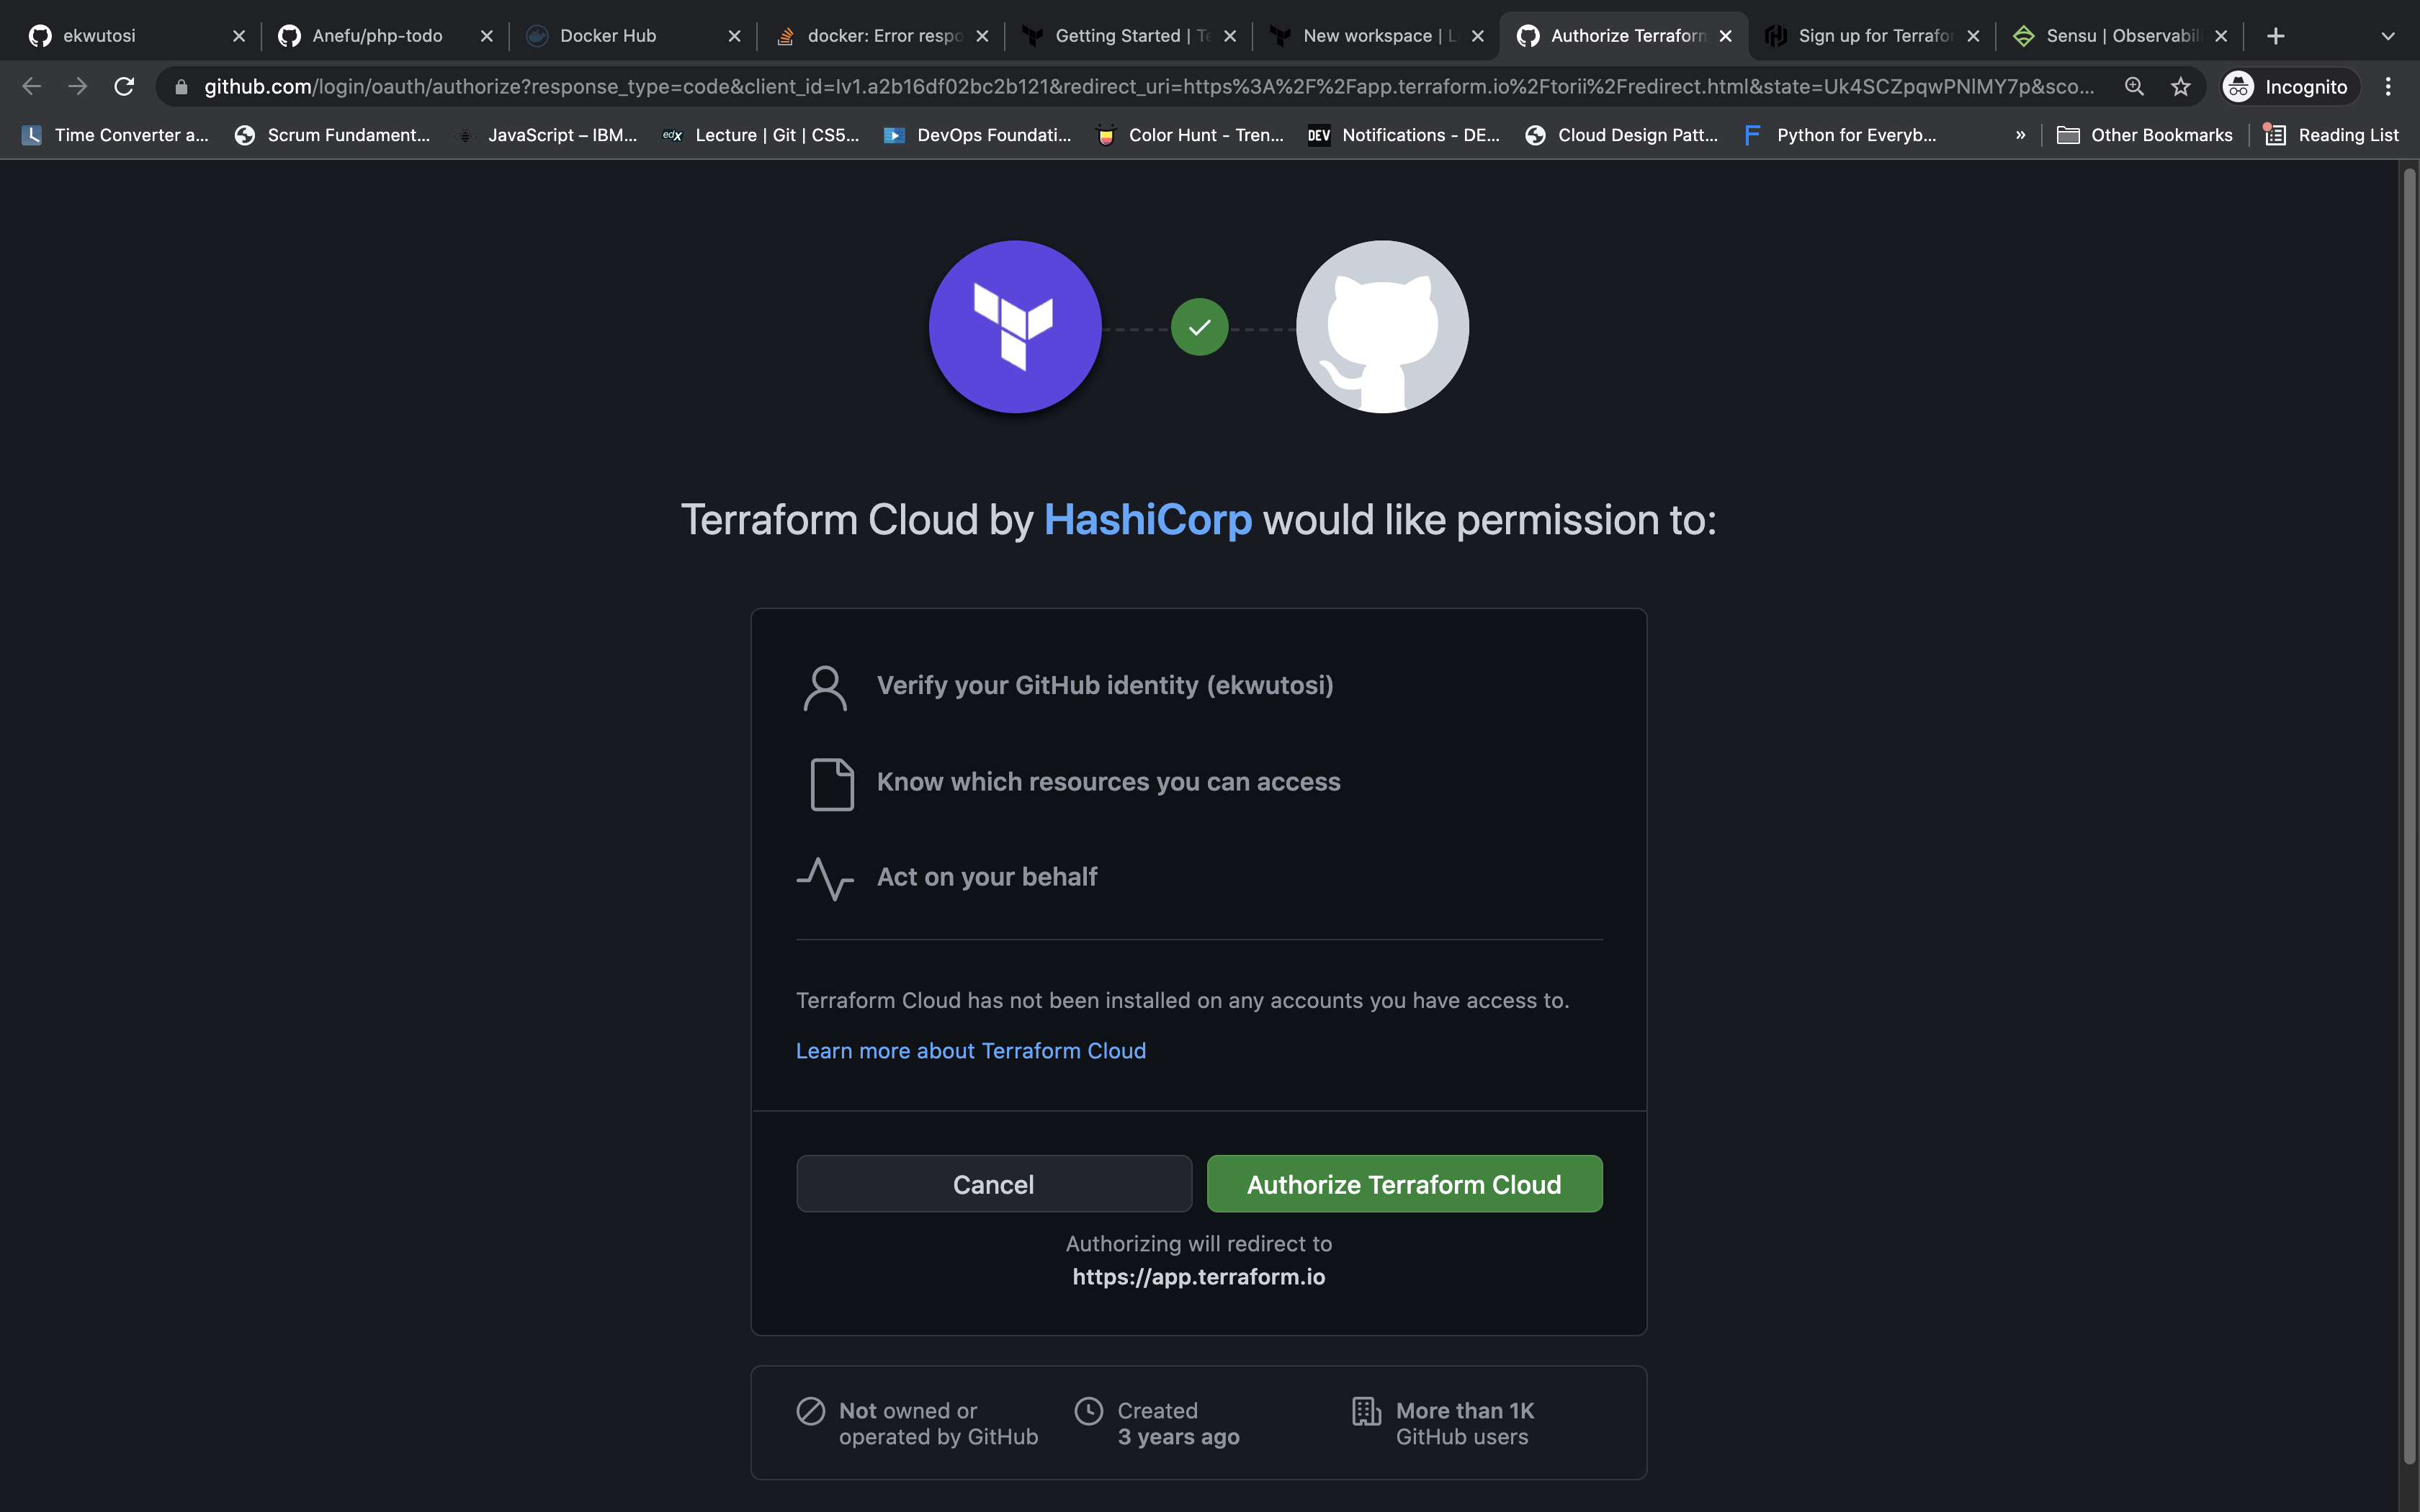 ekwutosi
Anefu/php-todo
Docker Hub
docker: Error respo
Getting Started | Te
New workspace | L
Authorize Terraform
Sign up for Terrafor
Sensu | Observabili
github.com/login/oauth/authorize?response_type=code&client_id=Iv1.a2b16df02bc2b121&redirect_uri=https%3A%2F%2Fapp.terraform.io%2Ftorii%2Fredirect.html&state=Uk4SCZpqwPNlMY7p&sco...
Incognito
Time Converter a...
Scrum Fundament...
JavaScript – IBM...
edX
Lecture | Git | CS5...
DevOps Foundati...
Color Hunt - Tren...
DEV
Notifications - DE...
Cloud Design Patt...
Python for Everyb...
»
Other Bookmarks
Reading List
Terraform Cloud by HashiCorp would like permission to:
Verify your GitHub identity (ekwutosi)
Know which resources you can access
Act on your behalf
Terraform Cloud has not been installed on any accounts you have access to.
Learn more about Terraform Cloud
Cancel
Authorize Terraform Cloud
Authorizing will redirect to
https://app.terraform.io
Not owned or
operated by GitHub
Created
3 years ago
More than 1K
GitHub users